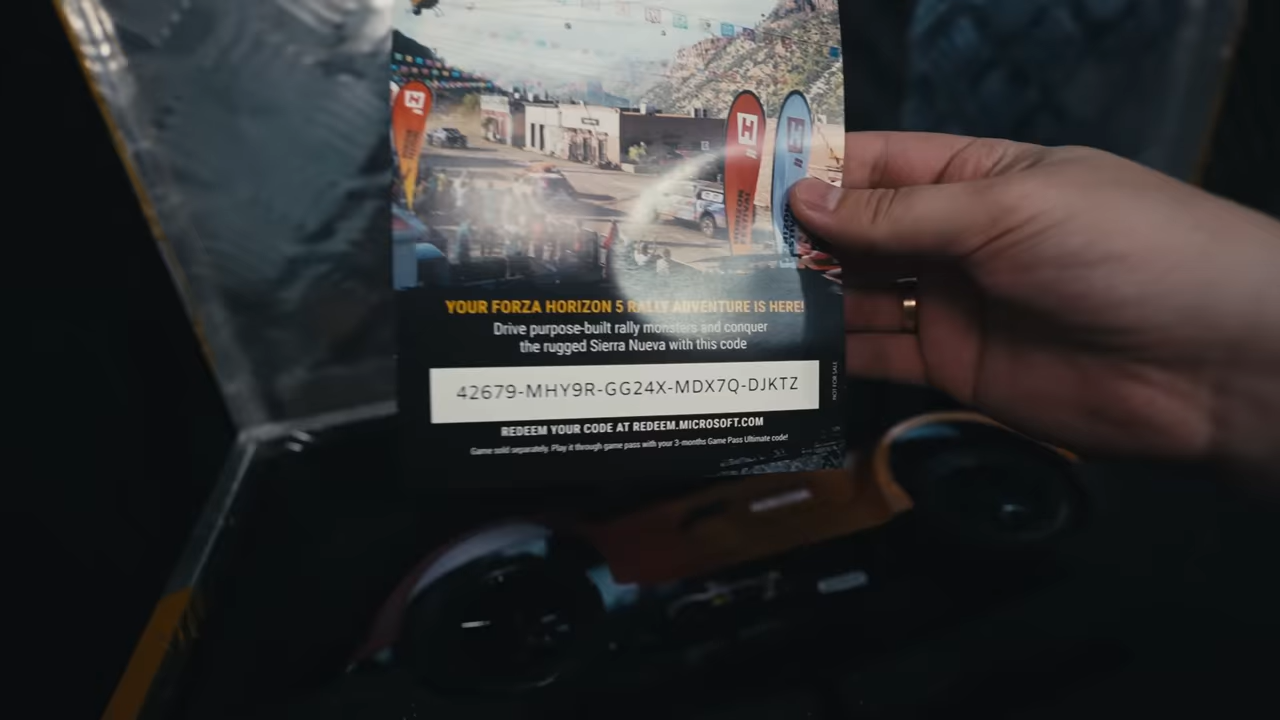 HORIZON FESTIVAL
YOUR FORZA HORIZON 5 RALLY ADVENTURE IS HERE!
Drive purpose-built rally monsters and conquer
the rugged Sierra Nueva with this code
42679-MHY9R-GG24X-MDX7Q-DJKTZ
NOT FOR SALE
REDEEM YOUR CODE AT REDEEM.MICROSOFT.COM
Game sold separately. Play it through game pass with your 3-months Game Pass Ultimate code!